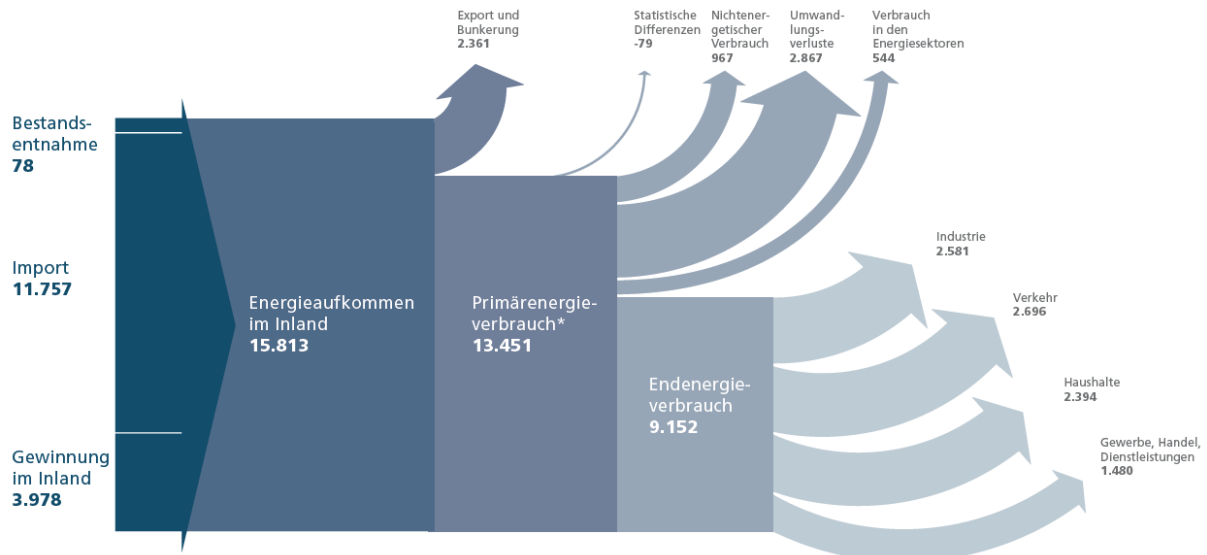 Export und
Bunkerung
2.361
Statistische
Differenzen
-79
Nichtener-
getischer
Verbrauch
967
Umwand-
lungs-
verluste
2.867
Verbrauch
in den
Energiesektoren
544
Bestands-
entnahme
78
Import
11.757
Gewinnung
im Inland
3.978
Energieaufkommen
im Inland
15.813
Primärenergie-
verbrauch*
13.451
Endenergie-
verbrauch
9.152
Industrie
2.581
Verkehr
2.696
Haushalte
2.394
Gewerbe, Handel,
Dienstleistungen
1.480